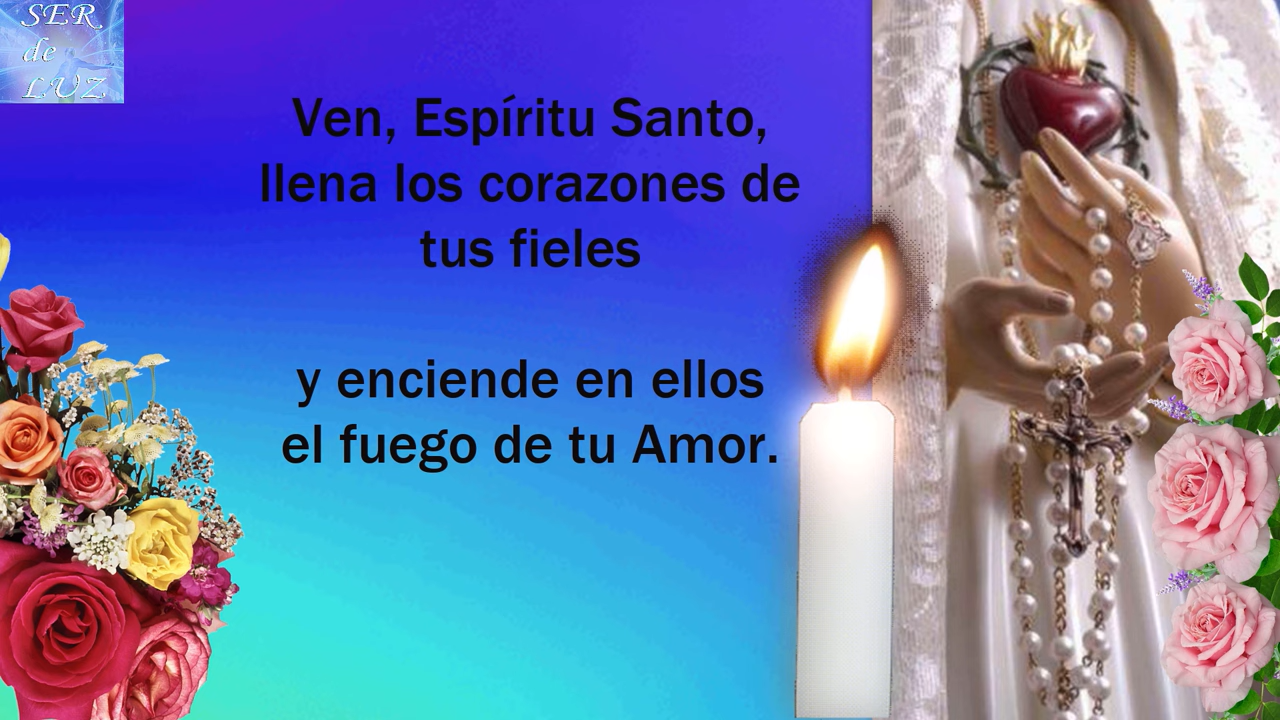 SER
de
LUZ
Ven, Espíritu Santo,
llena los corazones de
tus fieles
y enciende en ellos
el fuego de tu Amor.